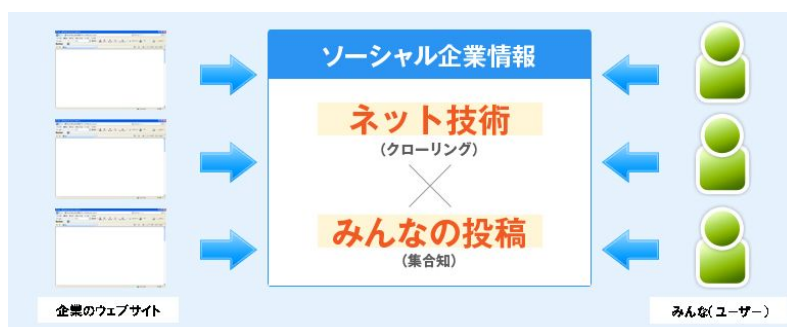 ソーシャル企業情報
ネット技術
(クローリング)
みんなの投稿
(集合知)
企業のウェブサイト
みんな(ユーザー)